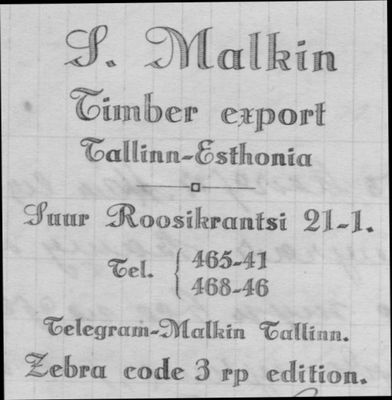 S. Malkin
Timber export
Tallinn-Esthonia
Suur Roosikrantsi 21-1.
Tel. { 465-41
468-46
Telegram-Malkin Tallinn.
Zebra code 3 rp edition.